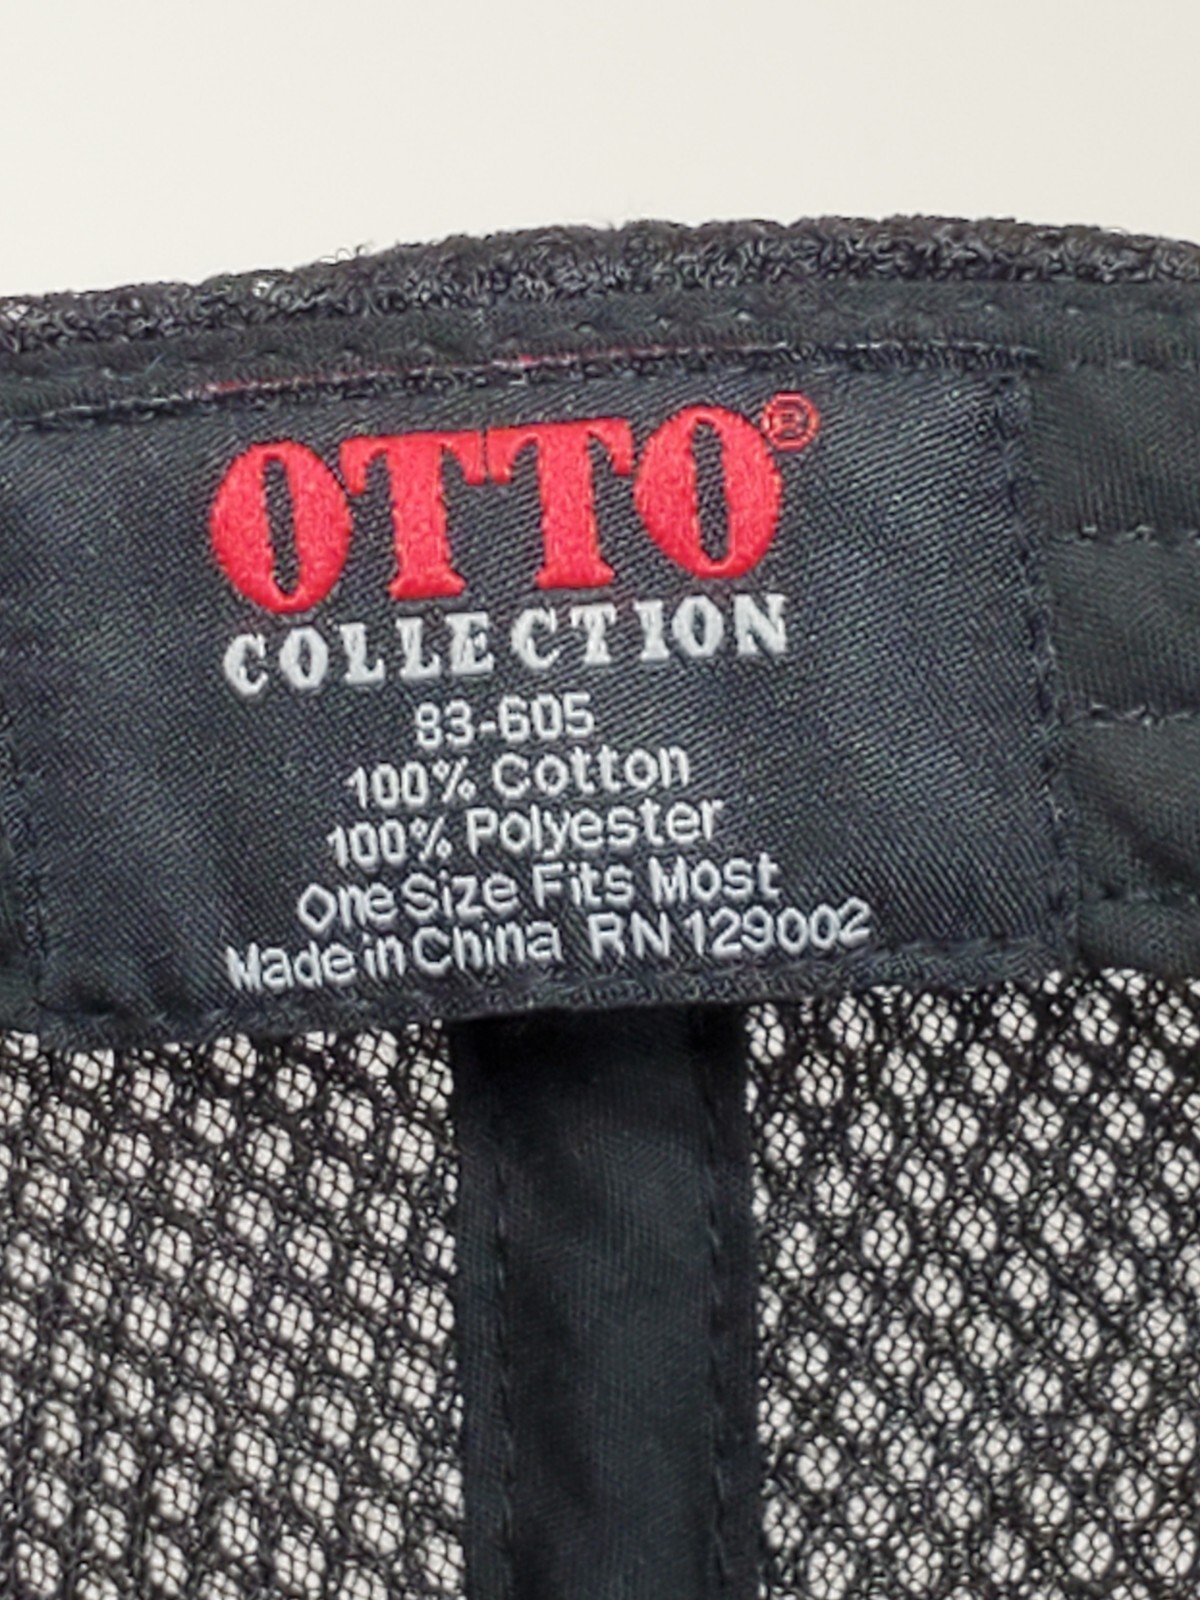 OTTO®
COLLECTION
83-605
100% Cotton
100% Polyester
One Size Fits Most
Made in China RN 129002